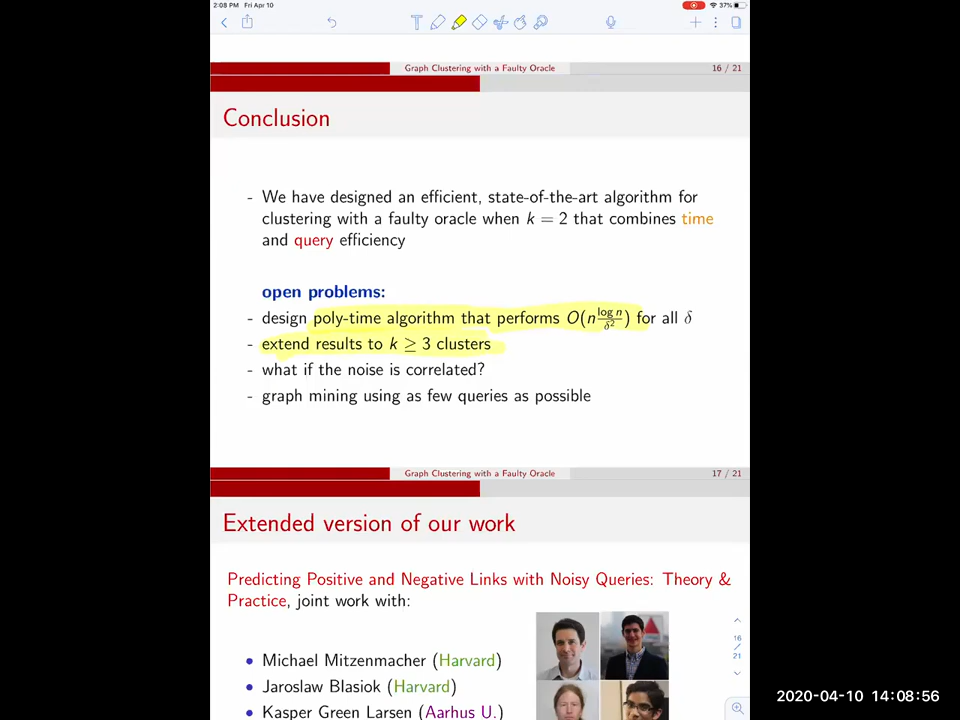 2:08 PM Fri Apr 10
37%
Graph Clustering with a Faulty Oracle 16 / 21
Conclusion
- We have designed an efficient, state-of-the-art algorithm for
clustering with a faulty oracle when k = 2 that combines time
and query efficiency
open problems:
- design poly-time algorithm that performs O(n log n / δ²) for all δ
- extend results to k ≥ 3 clusters
- what if the noise is correlated?
- graph mining using as few queries as possible
Graph Clustering with a Faulty Oracle 17 / 21
Extended version of our work
Predicting Positive and Negative Links with Noisy Queries: Theory &
Practice, joint work with:
• Michael Mitzenmacher (Harvard)
• Jaroslaw Blasiok (Harvard)
• Kasper Green Larsen (Aarhus U.)
16
/
21
2020-04-10 14:08:56